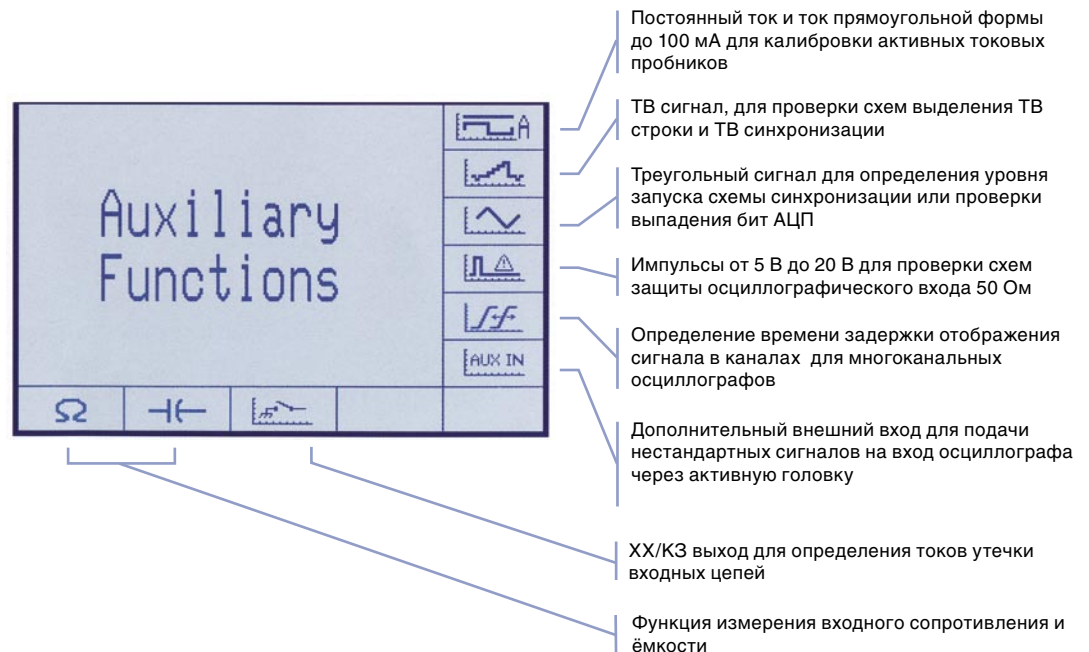 Постоянный ток и ток прямоугольной формы
до 100 мА для калибровки активных токовых
пробников
ТВ сигнал, для проверки схем выделения ТВ
строки и ТВ синхронизации
Треугольный сигнал для определения уровня
запуска схемы синхронизации или проверки
выпадения бит АЦП
Импульсы от 5 В до 20 В для проверки схем
защиты осциллографического входа 50 Ом
Определение времени задержки отображения
сигнала в каналах для многоканальных
осциллографов
Дополнительный внешний вход для подачи
нестандартных сигналов на вход осциллографа
через активную головку
ХХ/КЗ выход для определения токов утечки
входных цепей
Функция измерения входного сопротивления и
ёмкости
Auxiliary
Functions
A
AUX IN
Ω